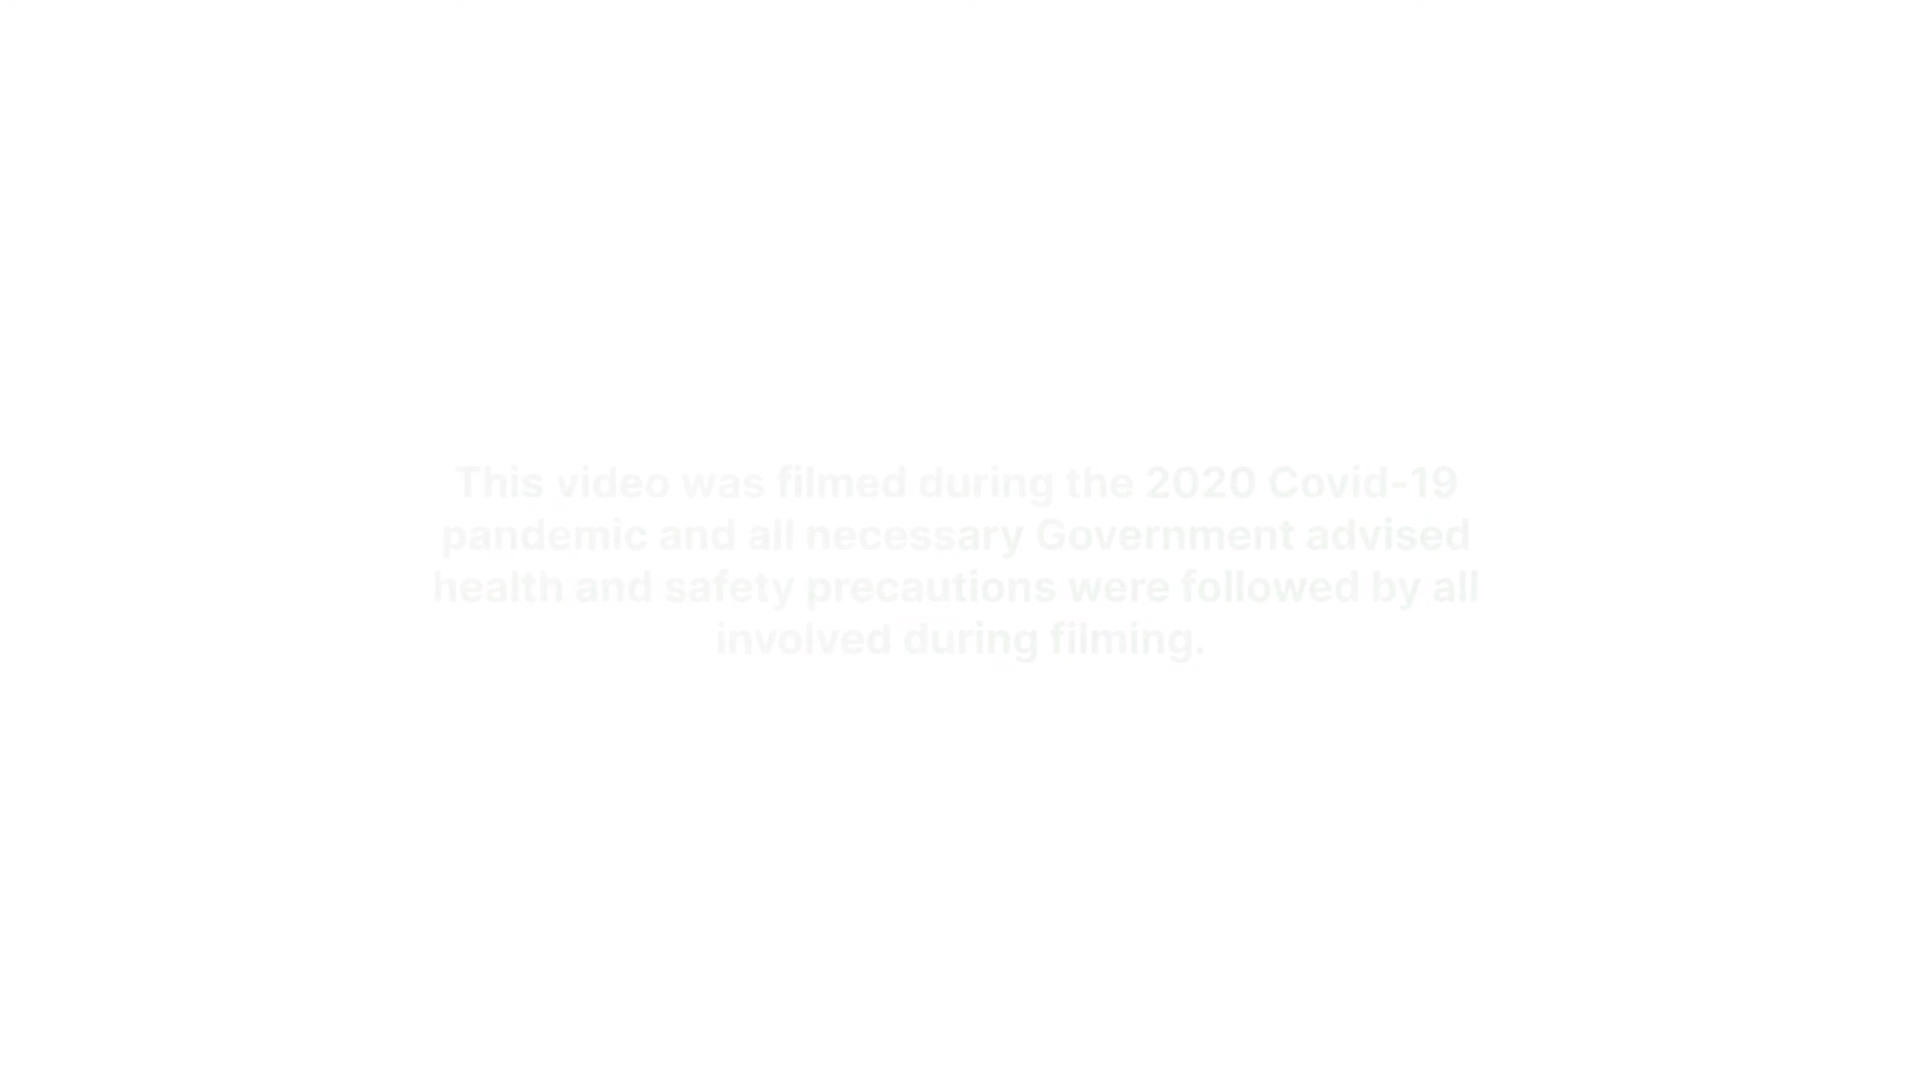 This video was filmed during the 2020 Covid-19
pandemic and all necessary Government advised
health and safety precautions were followed by all
involved during filming.